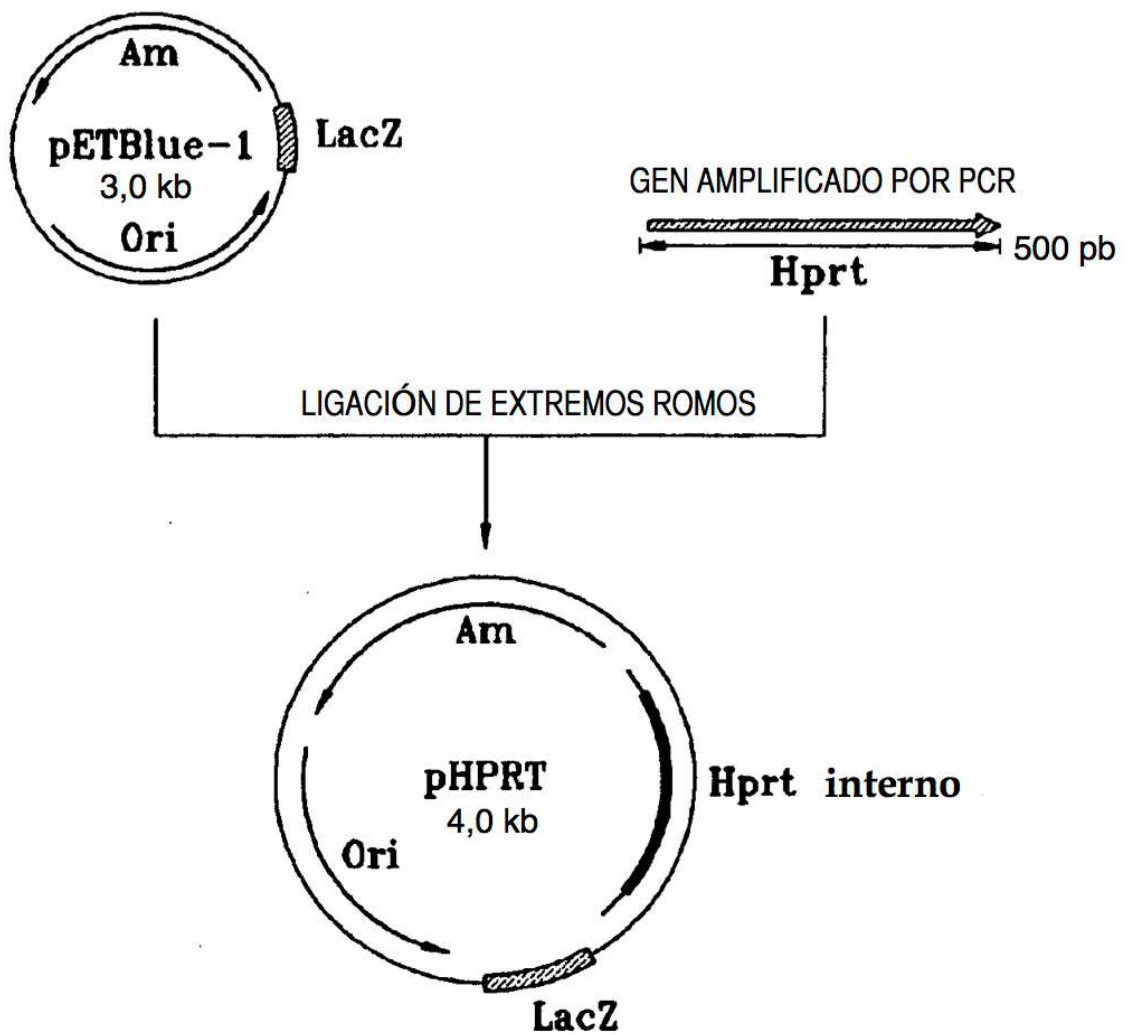 Am
pETBlue-1
3,0 kb
Ori
LacZ
GEN AMPLIFICADO POR PCR
500 pb
Hprt
LIGACIÓN DE EXTREMOS ROMOS
Am
pHPRT
4,0 kb
Hprt interno
Ori
LacZ